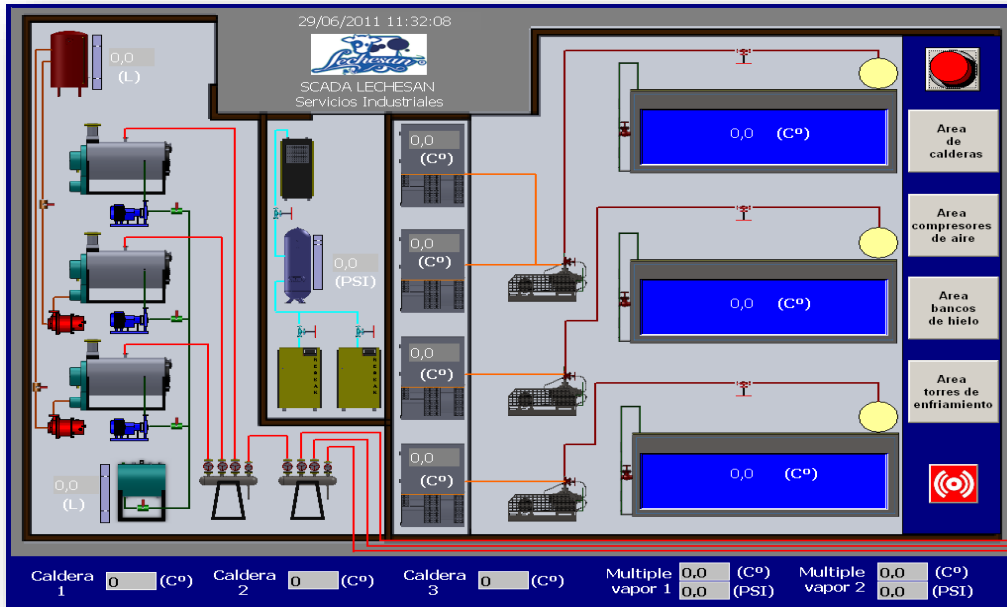 29/06/2011 11:32:08
Lechesan
SCADA LECHESAN
Servicios Industriales
0,0
(L)
0,0
(Cº)
0,0
(Cº)
0,0
(Cº)
0,0
(Cº)
0,0
(PSI)
0,0 (Cº)
0,0 (Cº)
0,0 (Cº)
0,0
(L)
Area
de
calderas
Area
compresores
de aire
Area
bancos
de hielo
Area
torres de
enfriamiento
Caldera
1
0 (Cº)
Caldera
2
0 (Cº)
Caldera
3
0 (Cº)
Multiple
vapor 1
0,0 (Cº)
0,0 (PSI)
Multiple
vapor 2
0,0 (Cº)
0,0 (PSI)